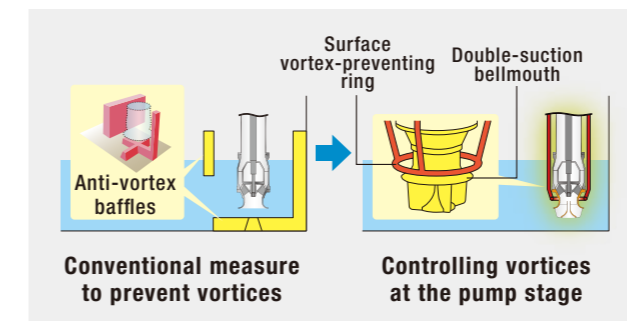 Surface
vortex-preventing
ring
Double-suction
bellmouth
Anti-vortex
baffles
Conventional measure
to prevent vortices
Controlling vortices
at the pump stage